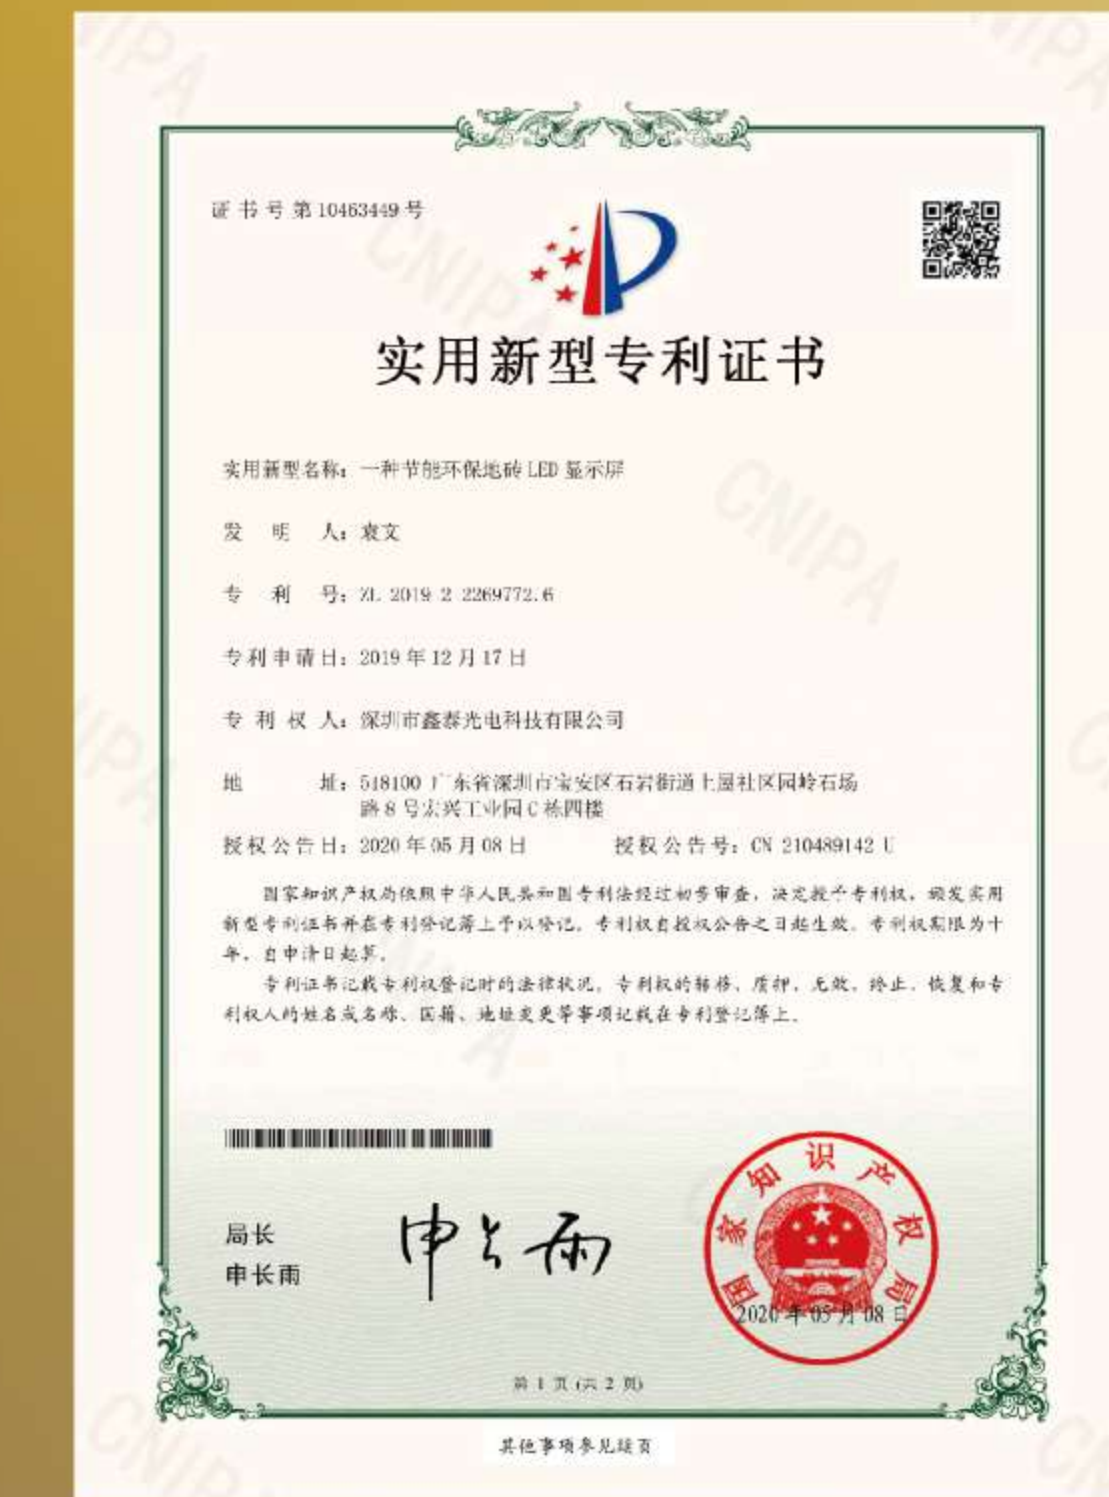 证书号第10463449号
实用新型专利证书
实用新型名称：一种节能环保地砖LED显示屏
发明人：袁文
专利号：ZL 2019 2 2269772.6
专利申请日：2019年12月17日
专利权人：深圳市鑫泰光电科技有限公司
地址：518100 广东省深圳市宝安区石岩街道上屋社区园岭石场
路8号宏兴工业园C栋四楼
授权公告日：2020年05月08日 授权公告号：CN 210489142 U
国家知识产权局依照中华人民共和国专利法经过初步审查，决定授予专利权，颁发实用
新型专利证书并在专利登记簿上予以登记。专利权自授权公告之日起生效。专利权期限为十
年，自申请日起算。
专利证书记载专利权登记时的法律状况。专利权的转移、质押、无效、终止、恢复和专
利权人的姓名或名称、国籍、地址变更等事项记载在专利登记簿上。
局长
申长雨
申长雨
国家知识产权局
2020年05月08日
第 1 页 (共 2 页)
其他事项参见续页
CNIPA